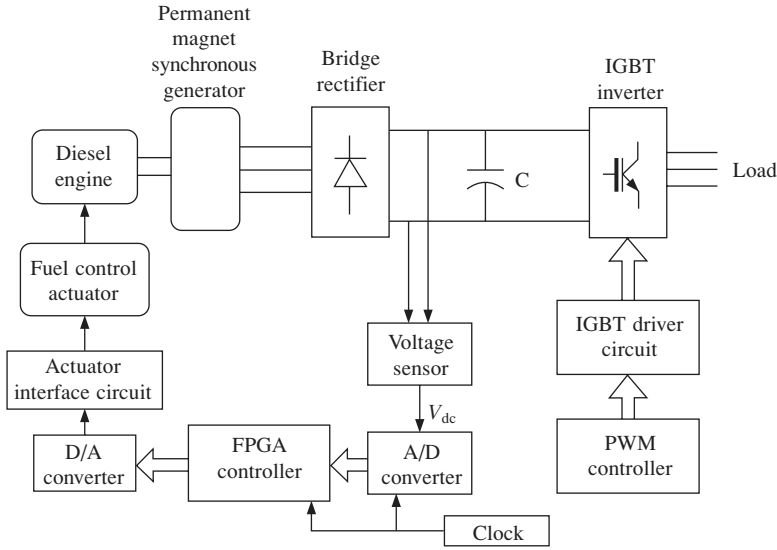 Permanent
magnet
synchronous
generator
Bridge
rectifier
IGBT
inverter
Diesel
engine
C
Load
Fuel control
actuator
Voltage
sensor
IGBT driver
circuit
Actuator
interface circuit
V_dc
D/A
converter
FPGA
controller
A/D
converter
PWM
controller
Clock